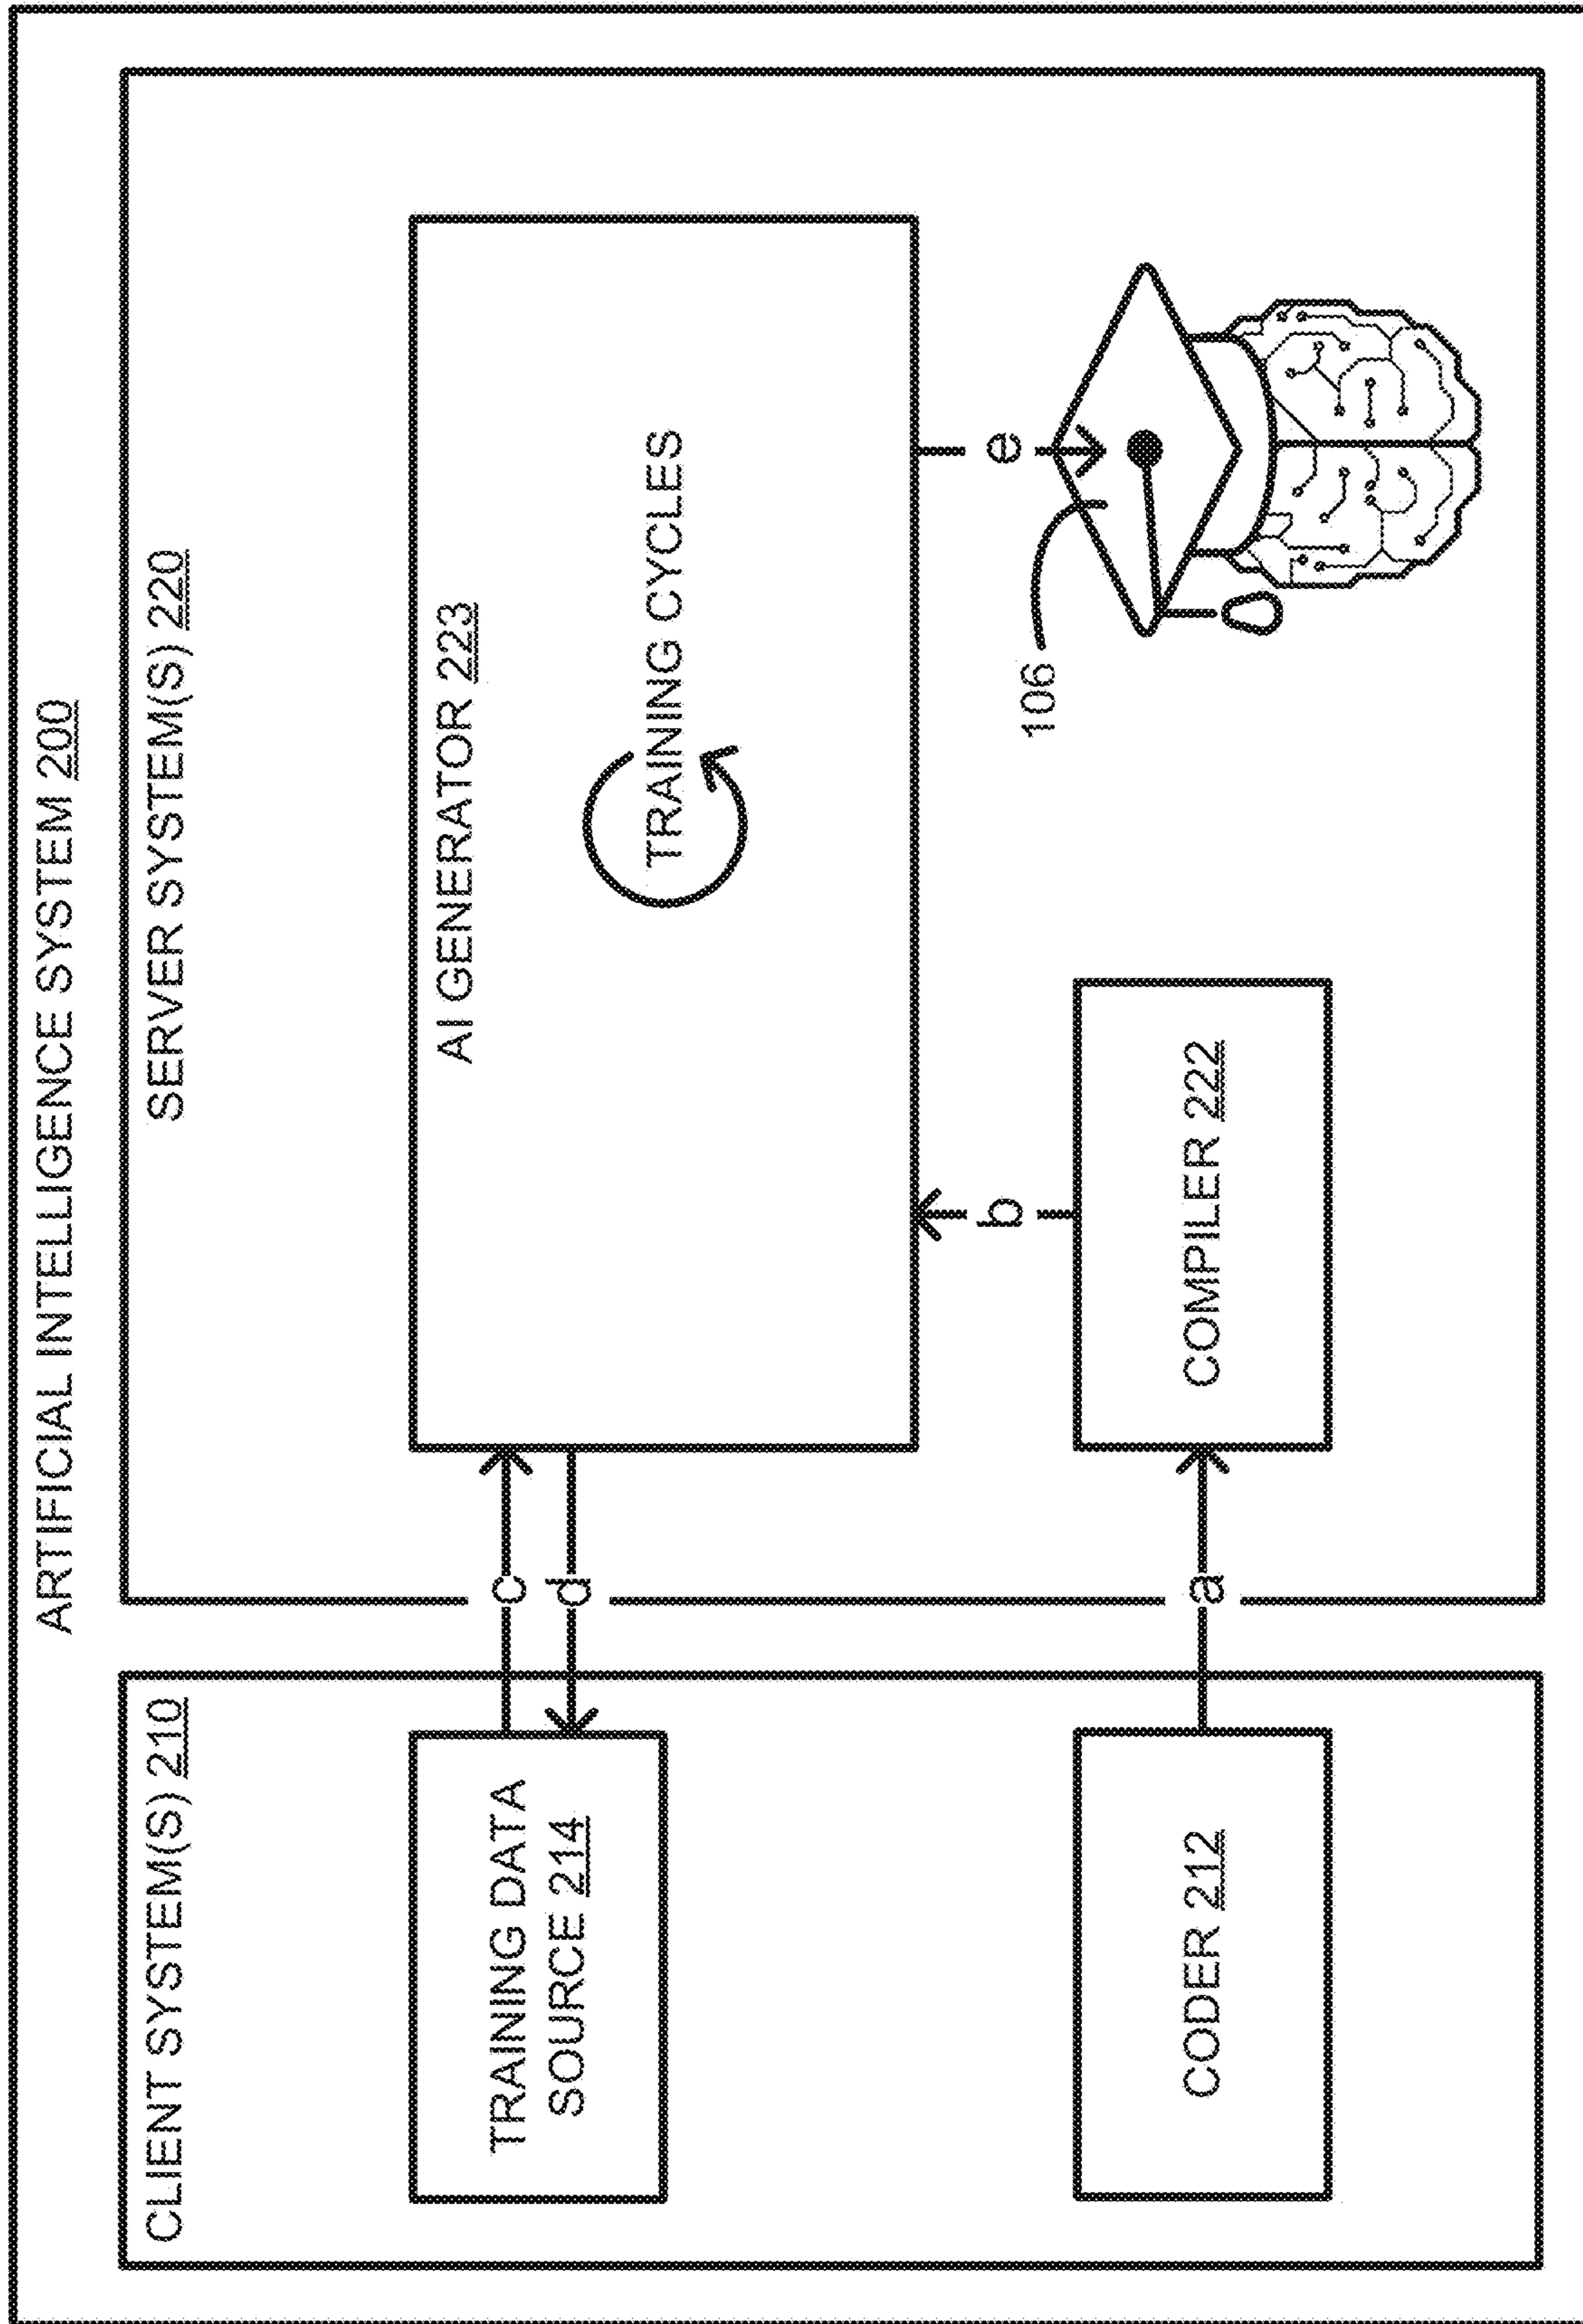 ARTIFICIAL INTELLIGENCE SYSTEM 200
CLIENT SYSTEM(S) 210
TRAINING DATA
SOURCE 214
CODER 212
c
d
a
SERVER SYSTEM(S) 220
AI GENERATOR 223
TRAINING CYCLES
b
COMPILER 222
e
106